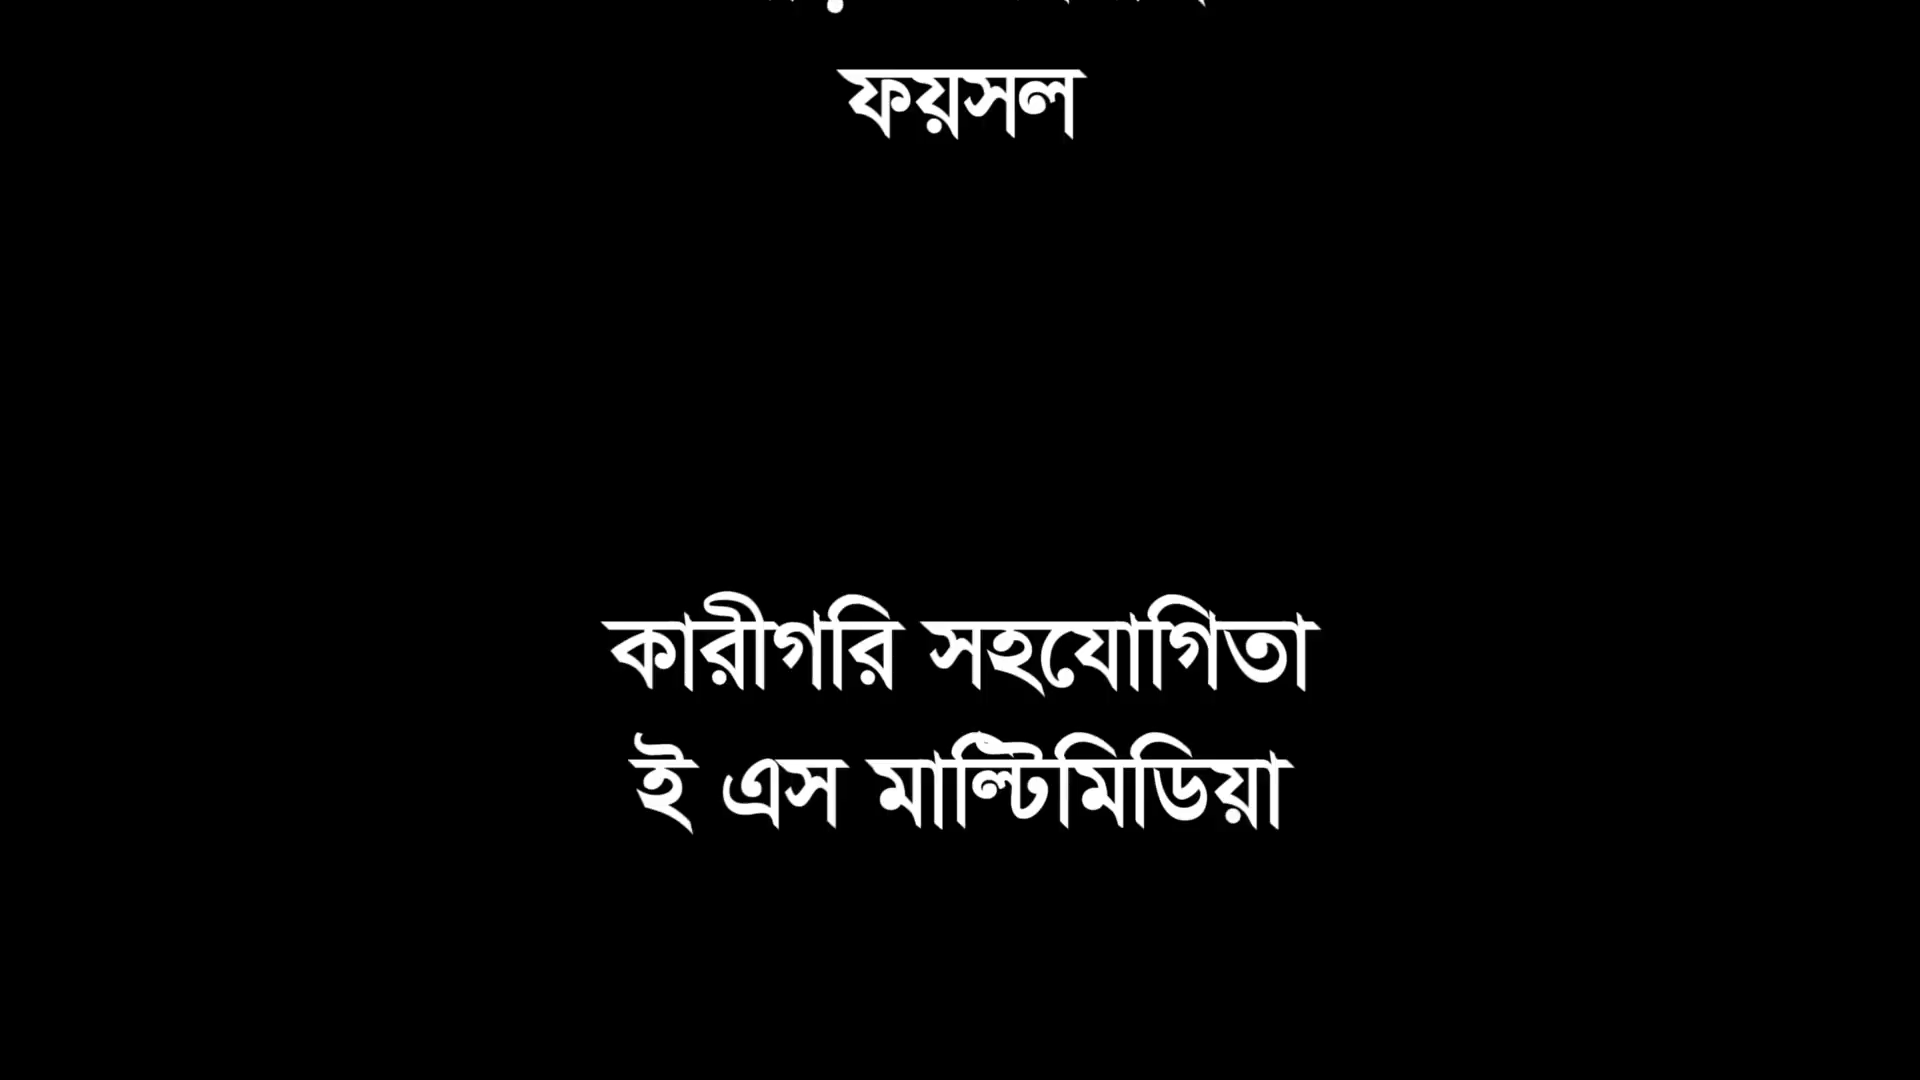 ফয়সল
কারীগরি সহযোগিতা
ই এস মাল্টিমিডিয়া